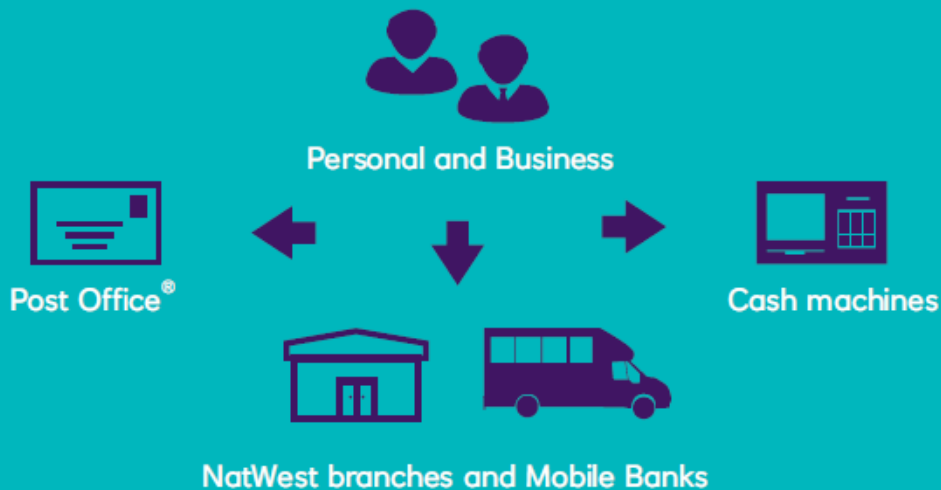 Personal and Business
Post Office®
Cash machines
NatWest branches and Mobile Banks